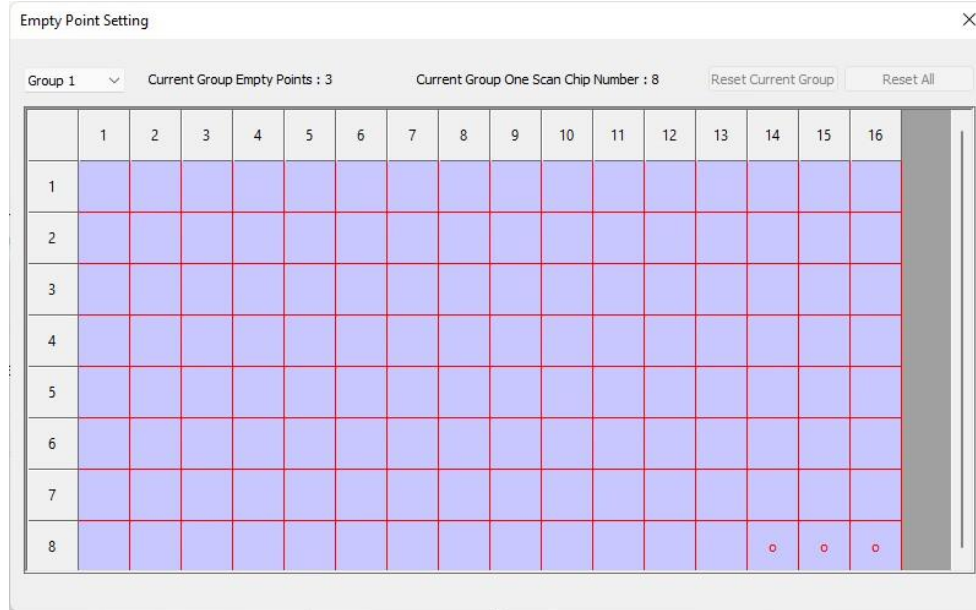 Empty Point Setting
Group 1 Current Group Empty Points : 3 Current Group One Scan Chip Number : 8 Reset Current Group Reset All
1 2 3 4 5 6 7 8 9 10 11 12 13 14 15 16
1
2
3
4
5
6
7
8 o o o